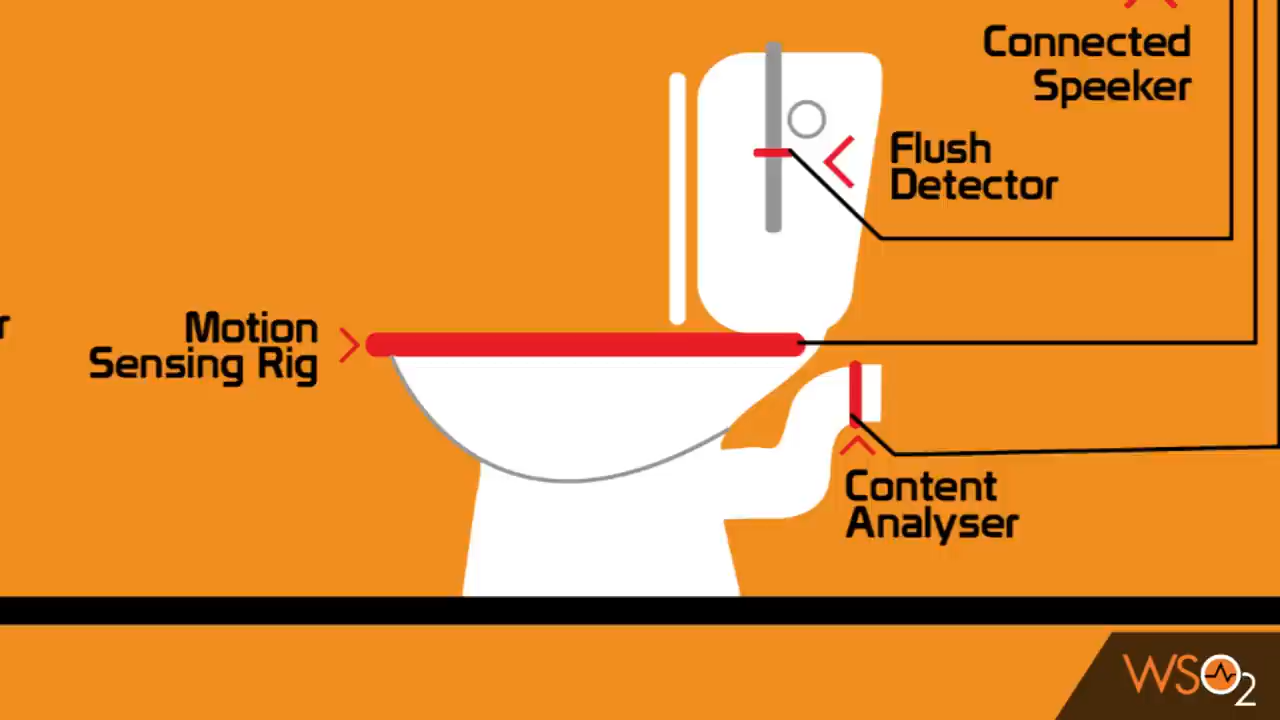 Connected
Speeker
Flush
Detector
Motion
Sensing Rig
Content
Analyser
WSO2